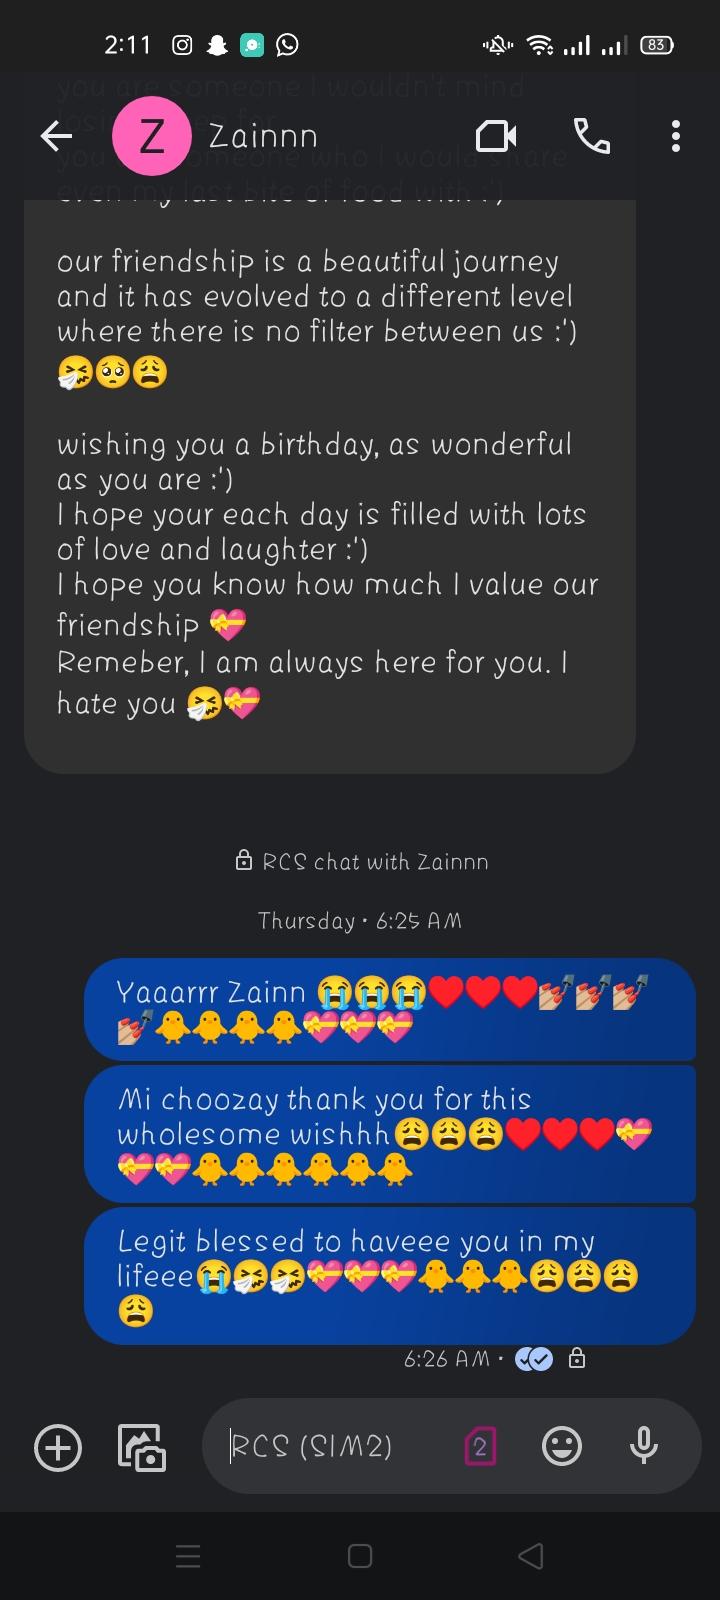 2:11
83
you are someone I wouldn't mind
Z Zainnn
you someone who I would share
even my last bite of food with :')
our friendship is a beautiful journey
and it has evolved to a different level
where there is no filter between us :')
🤧🥺😩
wishing you a birthday, as wonderful
as you are :')
I hope your each day is filled with lots
of love and laughter :')
I hope you know how much I value our
friendship 💝
Remeber, I am always here for you. I
hate you 🤧💝
RCS chat with Zainnn
Thursday • 6:25 AM
Yaaarrr Zainn 😭😭😭♥️♥️♥️💅🏼💅🏼💅🏼
💅🏼🐥🐥🐥🐥💝💝💝
Mi choozay thank you for this
wholesome wishhh😩😩😩♥️♥️♥️💝
💝💝🐥🐥🐥🐥🐥🐥
Legit blessed to haveee you in my
lifeee😭🤧🤧💝💝💝🐥🐥🐥😩😩😩
😩
6:26 AM •
RCS (SIM2)
2